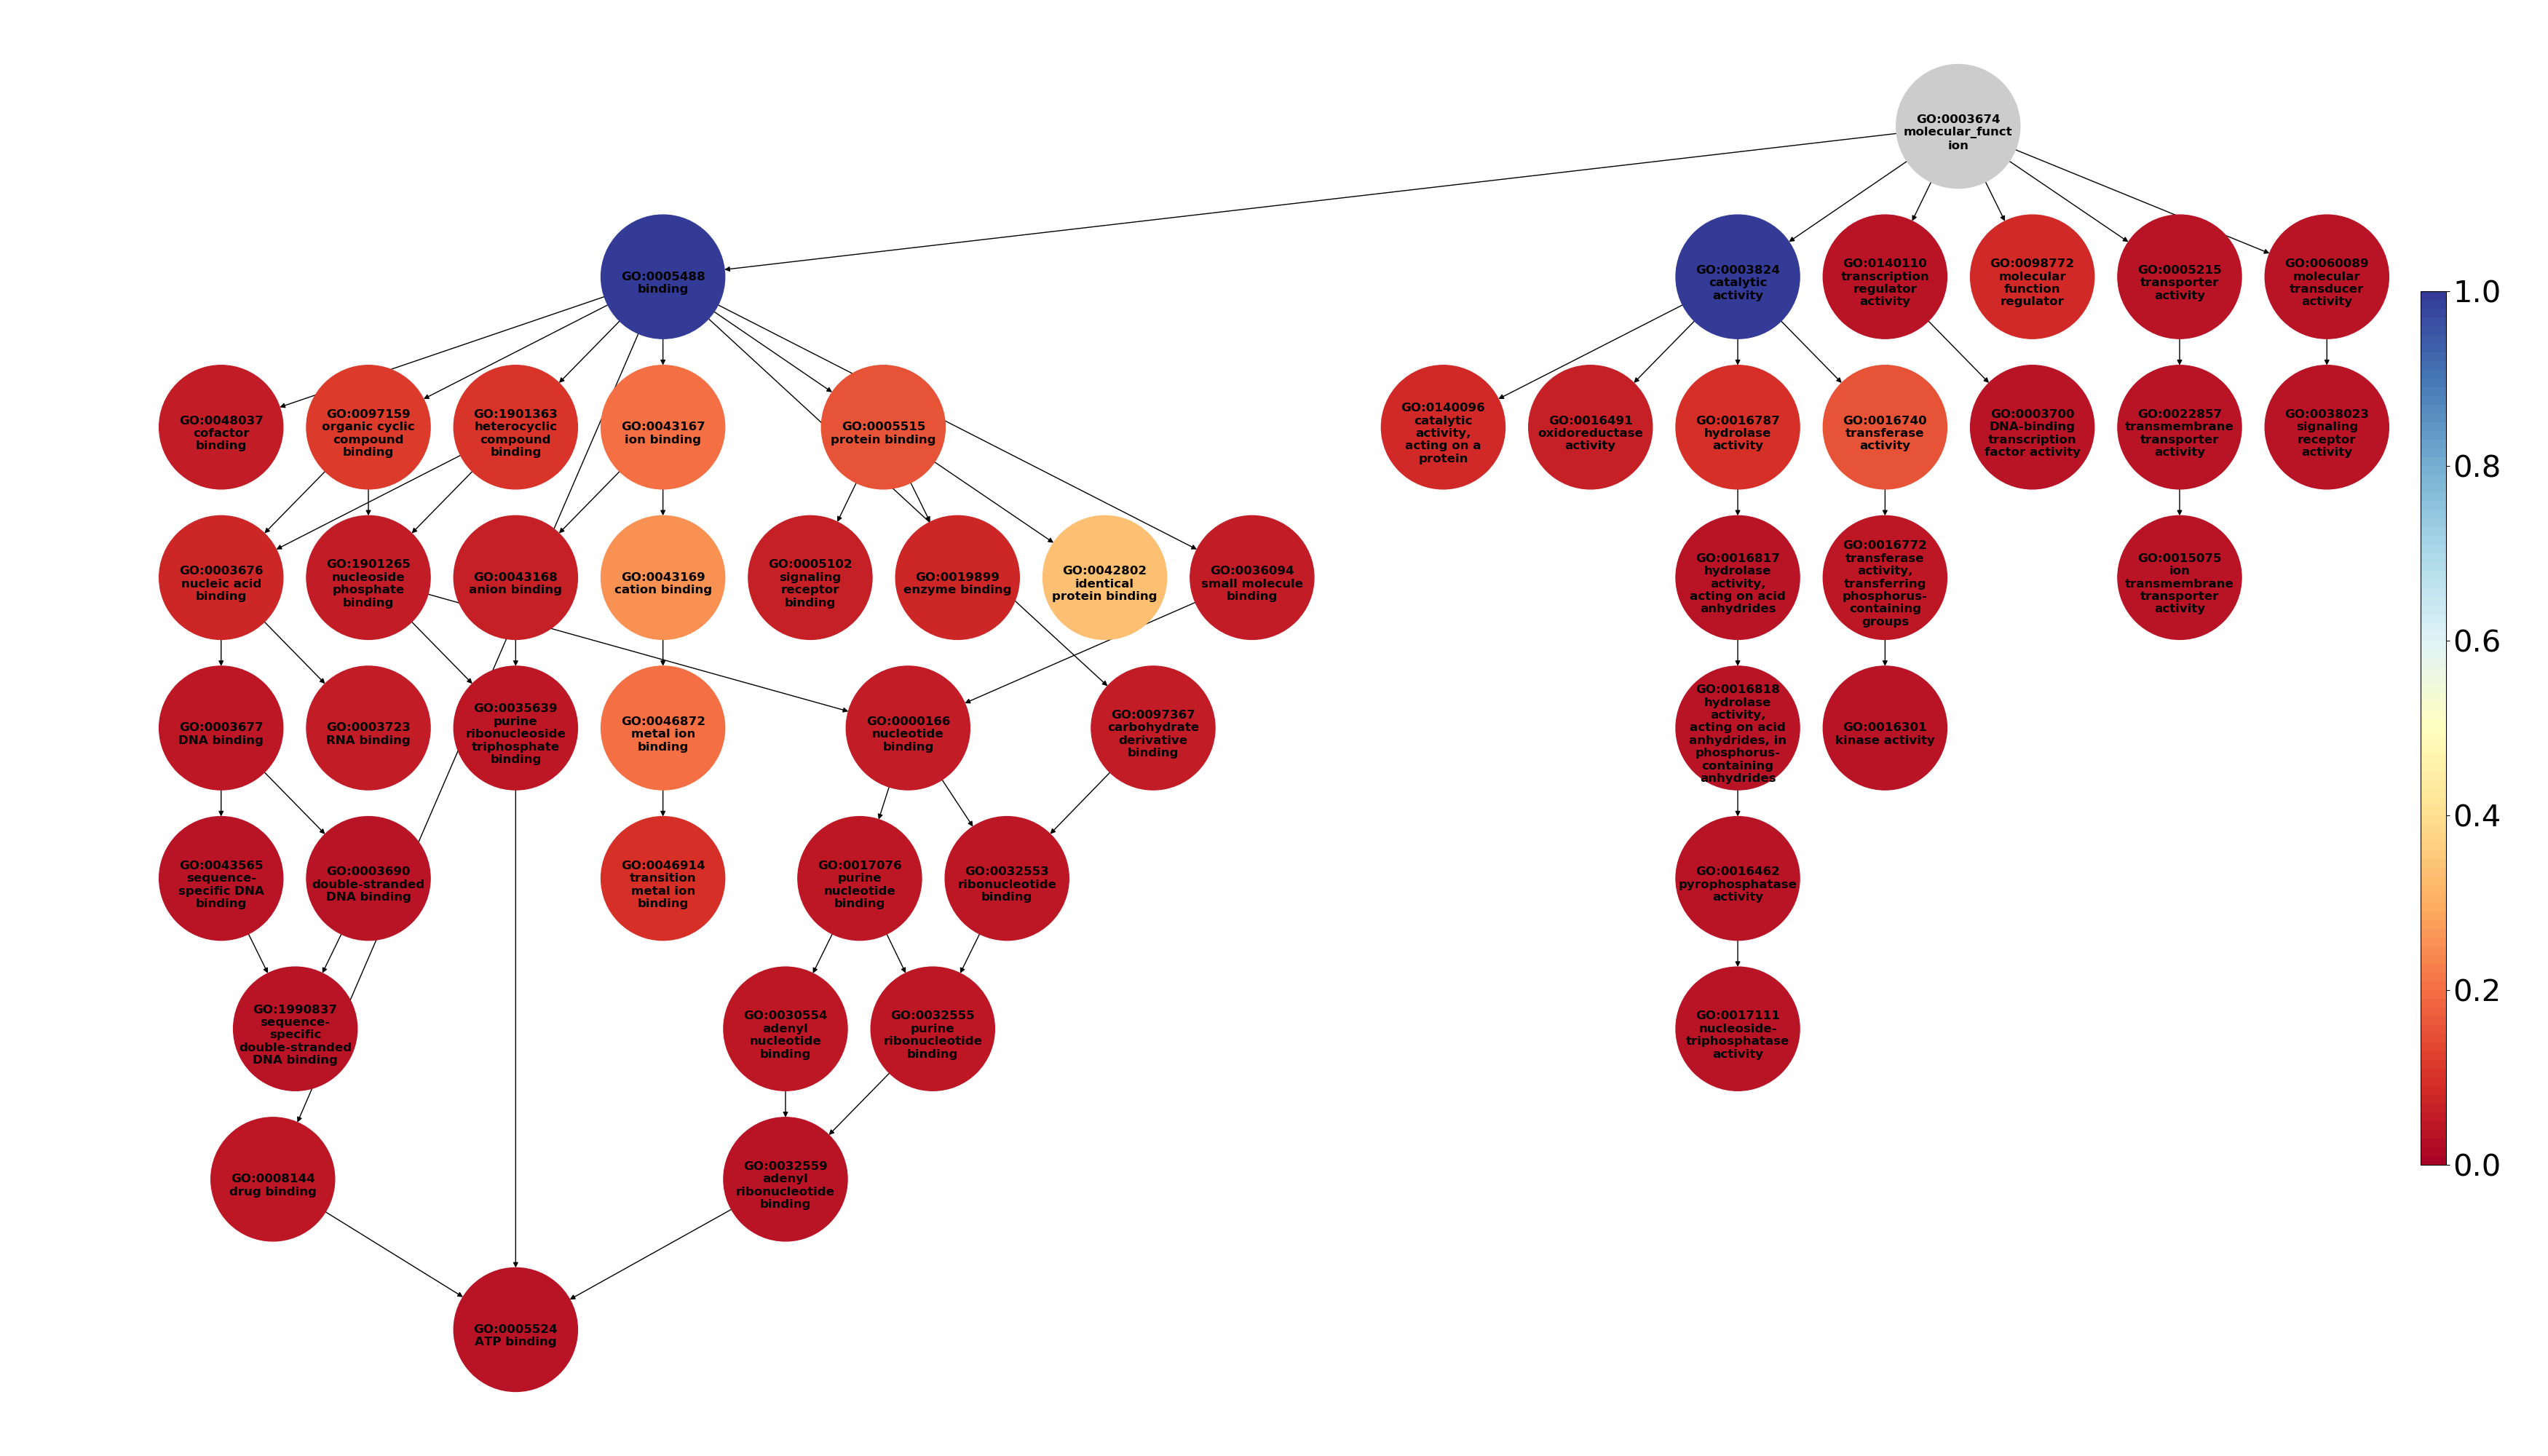 GO:0003674
molecular_funct
ion
GO:0005488
binding
GO:0003824
catalytic
activity
GO:0140110
transcription
regulator
activity
GO:0098772
molecular
function
regulator
GO:0005215
transporter
activity
GO:0060089
molecular
transducer
activity
GO:0048037
cofactor
binding
GO:0097159
organic cyclic
compound
binding
GO:1901363
heterocyclic
compound
binding
GO:0043167
ion binding
GO:0005515
protein binding
GO:0140096
catalytic
activity,
acting on a
protein
GO:0016491
oxidoreductase
activity
GO:0016787
hydrolase
activity
GO:0016740
transferase
activity
GO:0003700
DNA-binding
transcription
factor activity
GO:0022857
transmembrane
transporter
activity
GO:0038023
signaling
receptor
activity
GO:0003676
nucleic acid
binding
GO:1901265
nucleoside
phosphate
binding
GO:0043168
anion binding
GO:0043169
cation binding
GO:0005102
signaling
receptor
binding
GO:0019899
enzyme binding
GO:0042802
identical
protein binding
GO:0036094
small molecule
binding
GO:0016817
hydrolase
activity,
acting on acid
anhydrides
GO:0016772
transferase
activity,
transferring
phosphorus-
containing
groups
GO:0015075
ion
transmembrane
transporter
activity
GO:0003677
DNA binding
GO:0003723
RNA binding
GO:0035639
purine
ribonucleoside
triphosphate
binding
GO:0046872
metal ion
binding
GO:0000166
nucleotide
binding
GO:0097367
carbohydrate
derivative
binding
GO:0016818
hydrolase
activity,
acting on acid
anhydrides, in
phosphorus-
containing
anhydrides
GO:0016301
kinase activity
GO:0043565
sequence-
specific DNA
binding
GO:0003690
double-stranded
DNA binding
GO:0046914
transition
metal ion
binding
GO:0017076
purine
nucleotide
binding
GO:0032553
ribonucleotide
binding
GO:0016462
pyrophosphatase
activity
GO:1990837
sequence-
specific
double-stranded
DNA binding
GO:0030554
adenyl
nucleotide
binding
GO:0032555
purine
ribonucleotide
binding
GO:0017111
nucleoside-
triphosphatase
activity
GO:0008144
drug binding
GO:0032559
adenyl
ribonucleotide
binding
GO:0005524
ATP binding
1.0
0.8
0.6
0.4
0.2
0.0